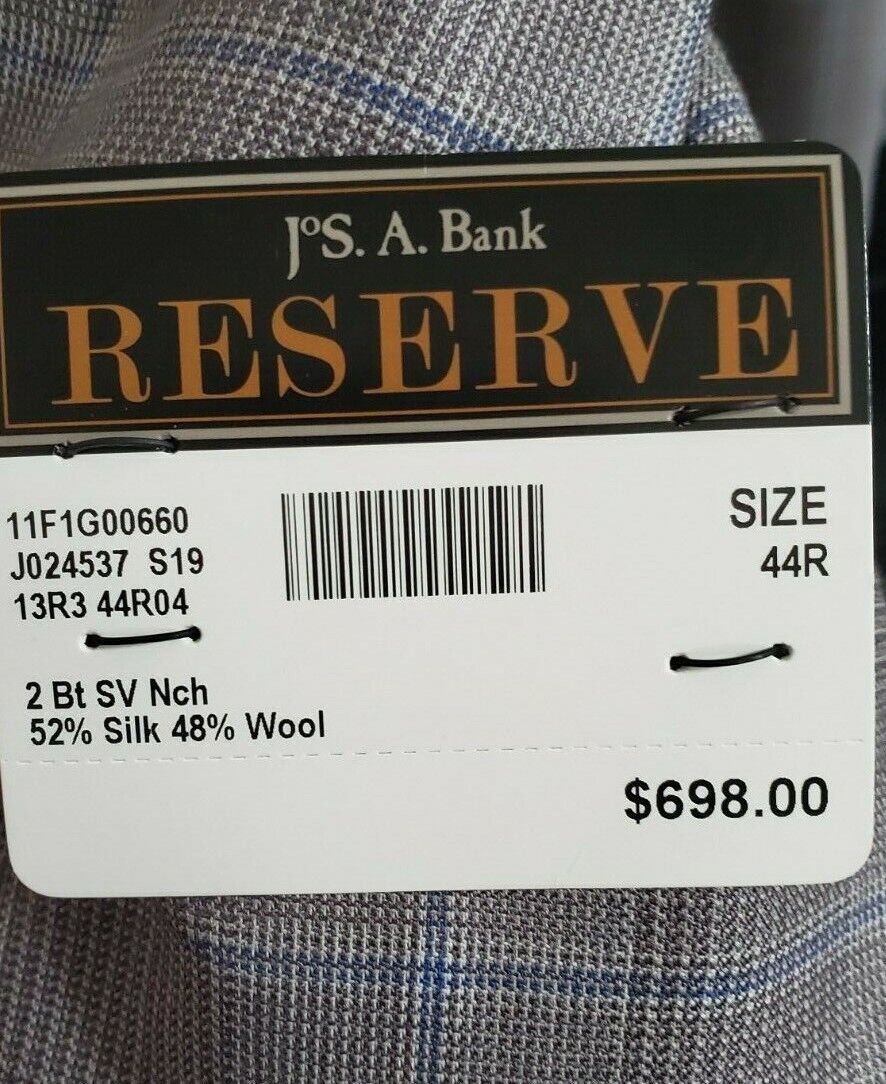 JoS. A. Bank
RESERVE
11F1G00660
J024537 S19
13R3 44R04
SIZE
44R
2 Bt SV Nch
52% Silk 48% Wool
$698.00